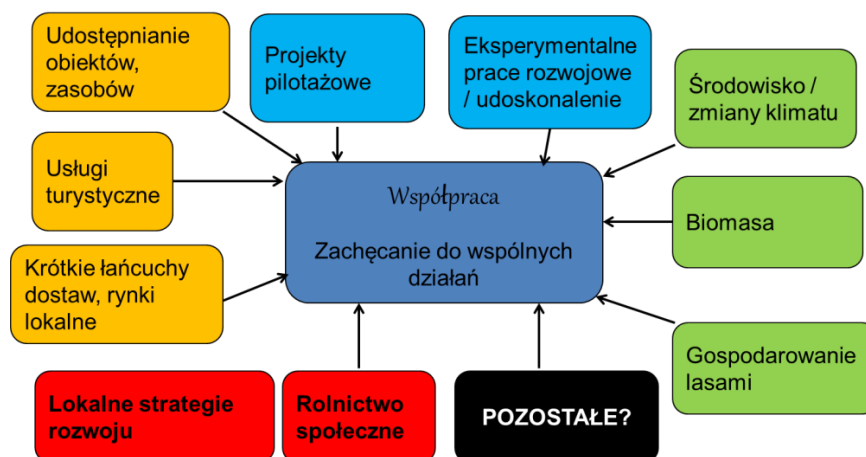 Udostępnianie
obiektów,
zasobów
Projekty
pilotażowe
Eksperymentalne
prace rozwojowe
/ udoskonalenie
Środowisko /
zmiany klimatu
Usługi
turystyczne
Współpraca
Zachęcanie do wspólnych
działań
Biomasa
Krótkie łańcuchy
dostaw, rynki
lokalne
Gospodarowanie
lasami
Lokalne strategie
rozwoju
Rolnictwo
społeczne
POZOSTAŁE?